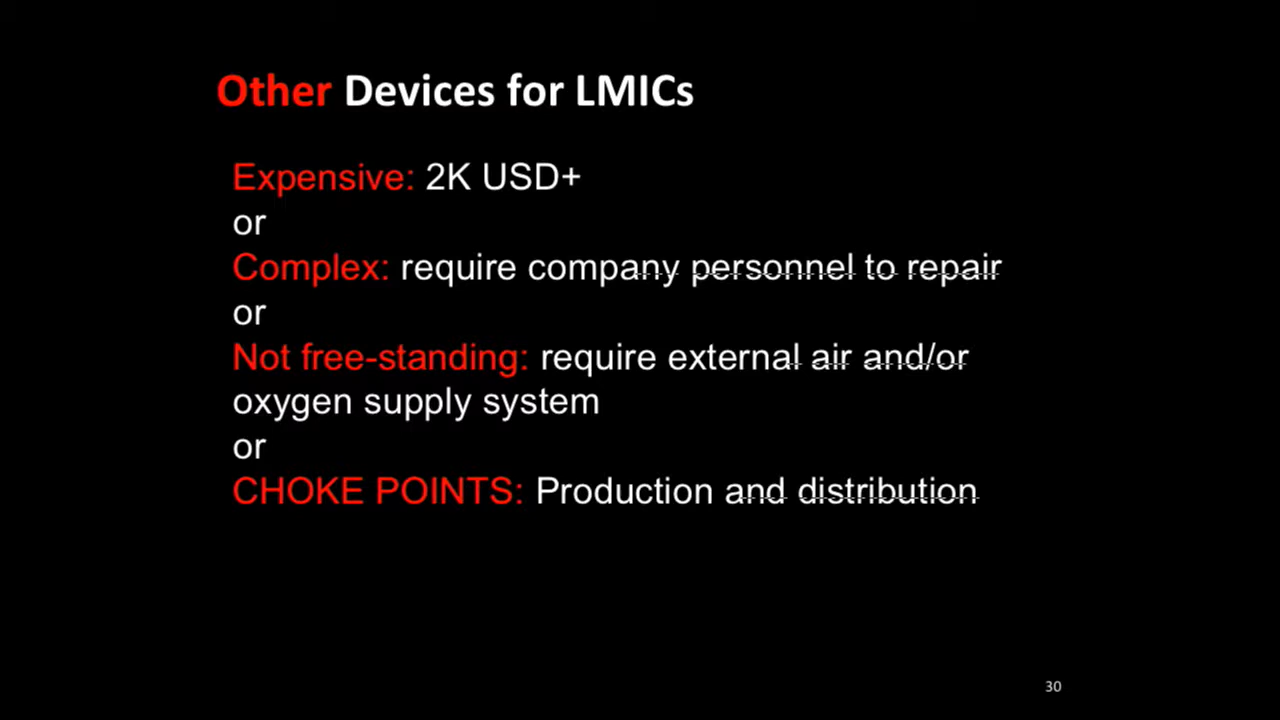 Other Devices for LMICs
Expensive: 2K USD+
or
Complex: require company personnel to repair
or
Not free-standing: require external air and/or
oxygen supply system
or
CHOKE POINTS: Production and distribution
30